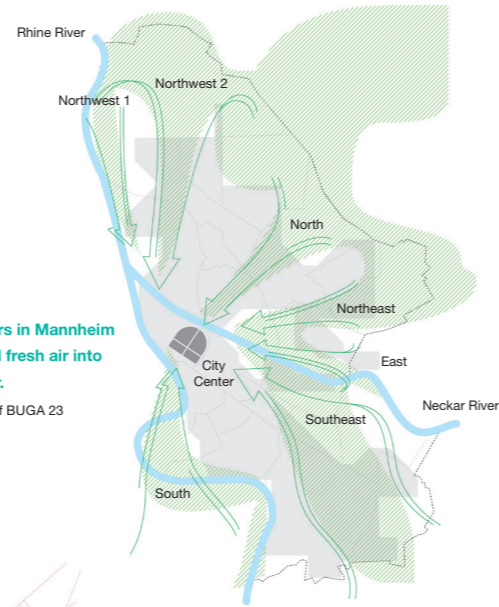 Rhine River
Northwest 2
Northwest 1
North
Northeast
rs in Mannheim
fresh air into
City
Center
East
f BUGA 23
Neckar River
Southeast
South